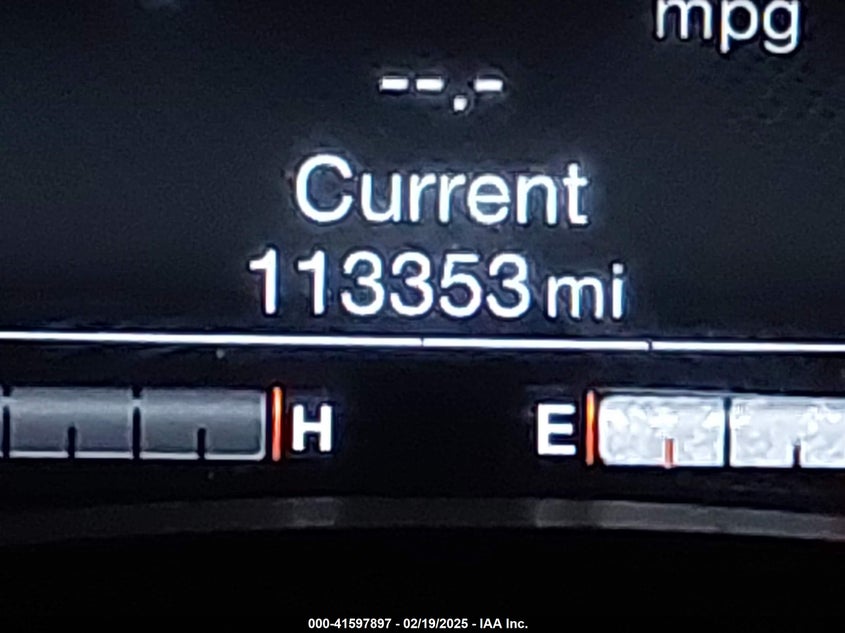 mpg
--.-
Current
113353 mi
H E
000-41597897 - 02/19/2025 - IAA Inc.